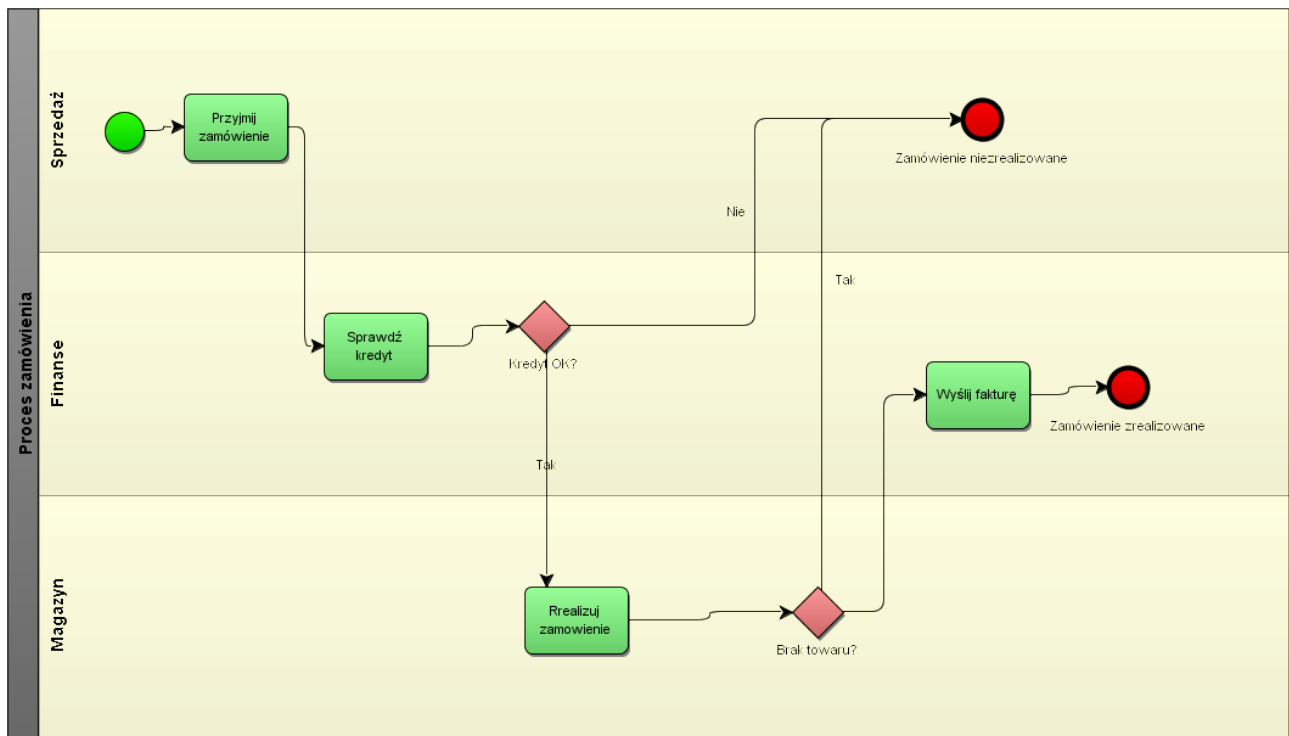 Proces zamówienia
Sprzedaż
Przyjmij
zamówienie
Zamówienie niezrealizowane
Nie
Finanse
Sprawdź
kredyt
Kredyt OK?
Tak
Tak
Wyślij fakturę
Zamówienie zrealizowane
Magazyn
Rrealizuj
zamowienie
Brak towaru?